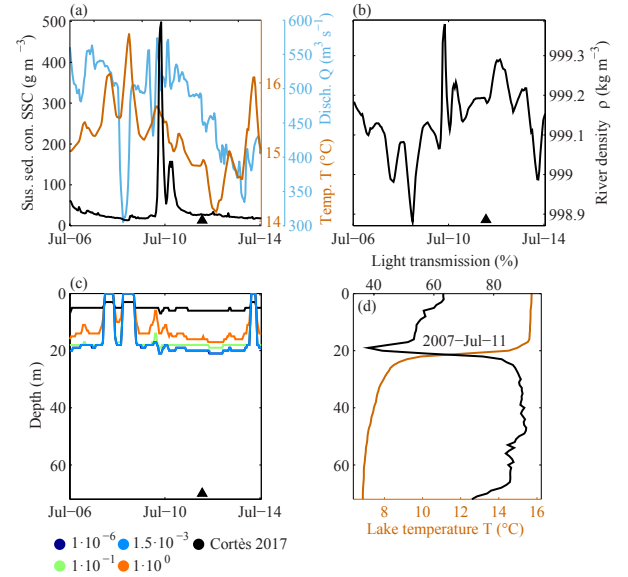 (a)
500
400
300
200
100
0
Sus. sed. con. SSC (g m⁻³)
Jul−06
Jul−10
Jul−14
16
15
14
Temp. T (°C)
600
550
500
450
400
350
300
Disch. Q (m³ s⁻¹)
(b)
999.3
999.2
999.1
999
998.9
River density ρ (kg m⁻³)
Jul−06
Jul−10
Jul−14
(c)
0
20
40
60
Depth (m)
Jul−06
Jul−10
Jul−14
Light transmission (%)
40
60
80
(d)
2007−Jul−11
0
20
40
60
8
10
12
14
16
Lake temperature T (°C)
1·10⁻⁶
1.5·10⁻³
Cortès 2017
1·10⁻¹
1·10⁰